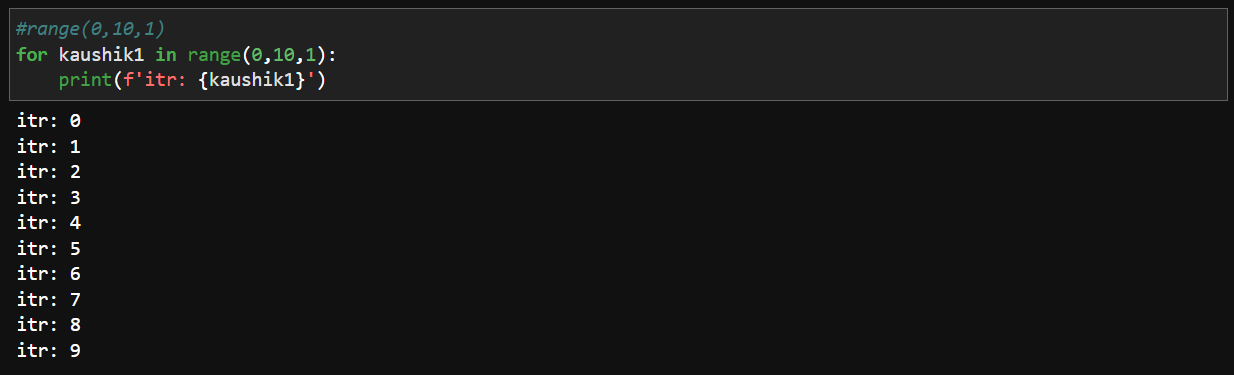 #range(0,10,1)
for kaushik1 in range(0,10,1):
    print(f'itr: {kaushik1}')
itr: 0
itr: 1
itr: 2
itr: 3
itr: 4
itr: 5
itr: 6
itr: 7
itr: 8
itr: 9